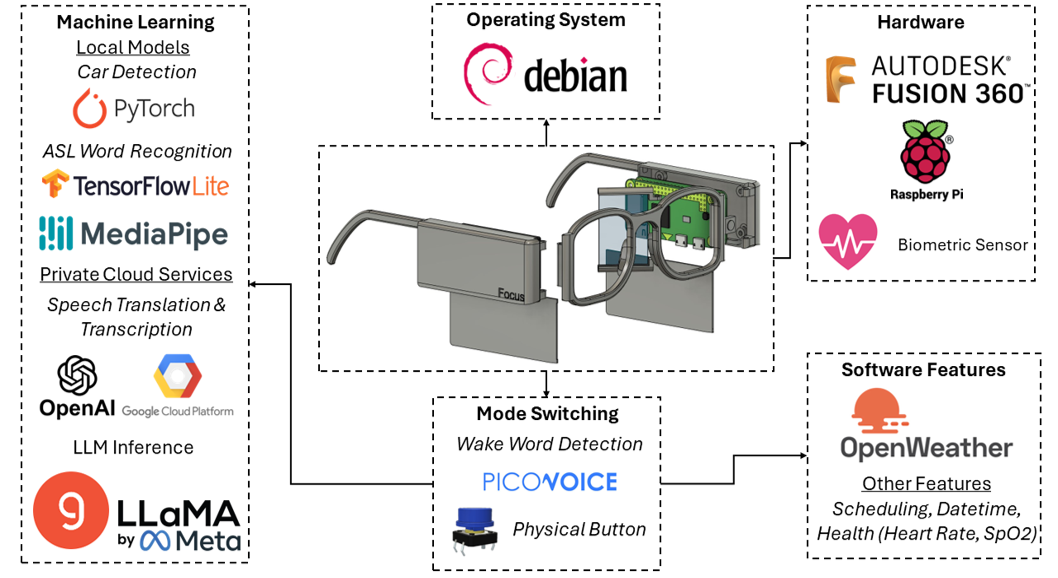 Machine Learning
Local Models
Car Detection
PyTorch
ASL Word Recognition
TensorFlow Lite
MediaPipe
Private Cloud Services
Speech Translation &
Transcription
OpenAI Google Cloud Platform
LLM Inference
LLaMA
by Meta
Operating System
debian
Focus
Mode Switching
Wake Word Detection
PICOVOICE
Physical Button
Hardware
AUTODESK®
FUSION 360™
Raspberry Pi
®
Biometric Sensor
Software Features
OpenWeather
Other Features
Scheduling, Datetime,
Health (Heart Rate, SpO2)